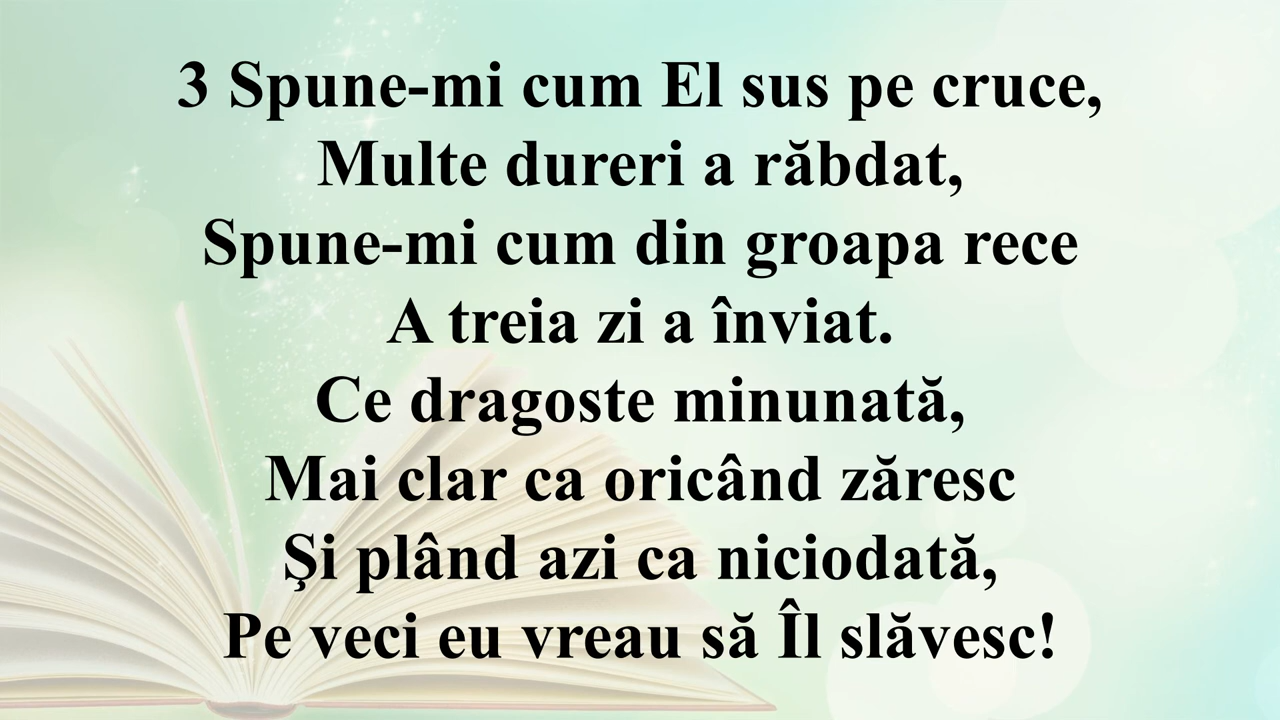 3 Spune-mi cum El sus pe cruce,
Multe dureri a răbdat,
Spune-mi cum din groapa rece
A treia zi a înviat.
Ce dragoste minunată,
Mai clar ca oricând zăresc
Şi plând azi ca niciodată,
Pe veci eu vreau să Îl slăvesc!